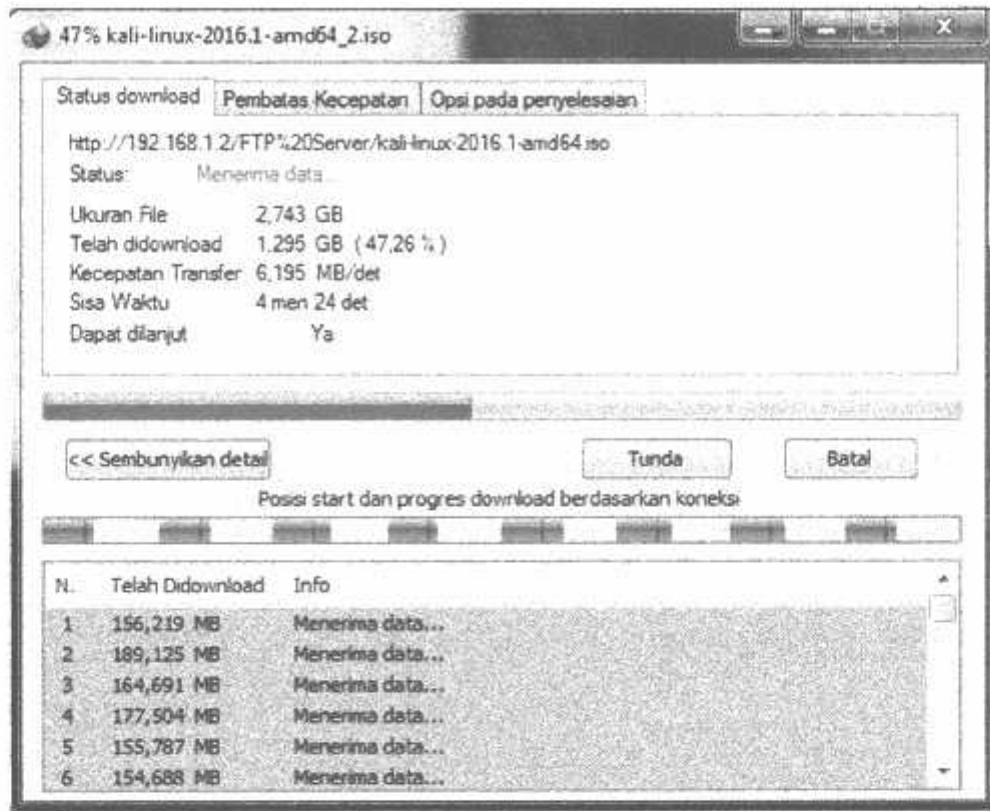 47% kali-linux-2016.1-amd64_2.iso
Status download Pembatas Kecepatan Opsi pada penyelesaian
http://192.168.1.2/FTP%20Server/kali-linux-2016.1-amd64.iso
Status: Menerima data...
Ukuran File 2,743 GB
Telah didownload 1.295 GB ( 47,26 % )
Kecepatan Transfer 6,195 MB/det
Sisa Waktu 4 men 24 det
Dapat dilanjut Ya
<< Sembunyikan detail Tunda Batal
Posisi start dan progres download berdasarkan koneksi
N. Telah Didownload Info
1 156,219 MB Menerima data...
2 189,125 MB Menerima data...
3 164,691 MB Menerima data...
4 177,504 MB Menerima data...
5 155,787 MB Menerima data...
6 154,688 MB Menerima data...